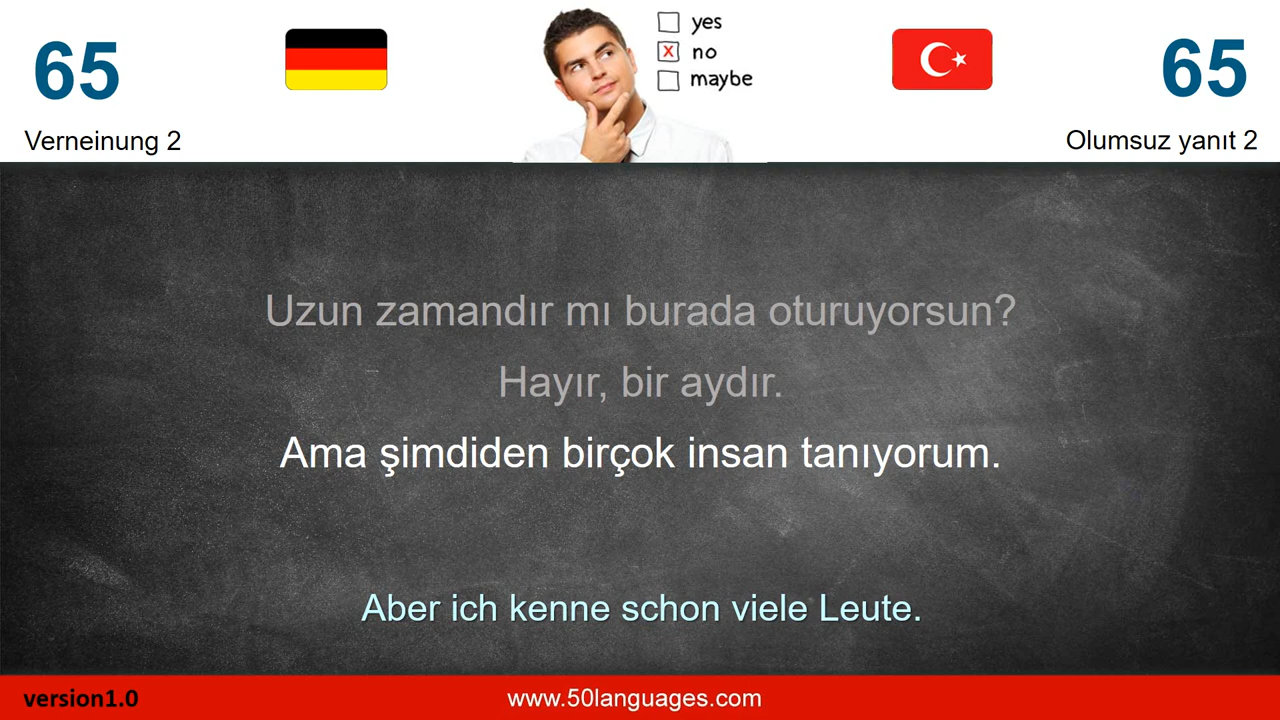 65
Verneinung 2
yes
x no
maybe
65
Olumsuz yanıt 2
Uzun zamandır mı burada oturuyorsun?
Hayır, bir aydır.
Ama şimdiden birçok insan tanıyorum.
Aber ich kenne schon viele Leute.
version1.0
www.50languages.com